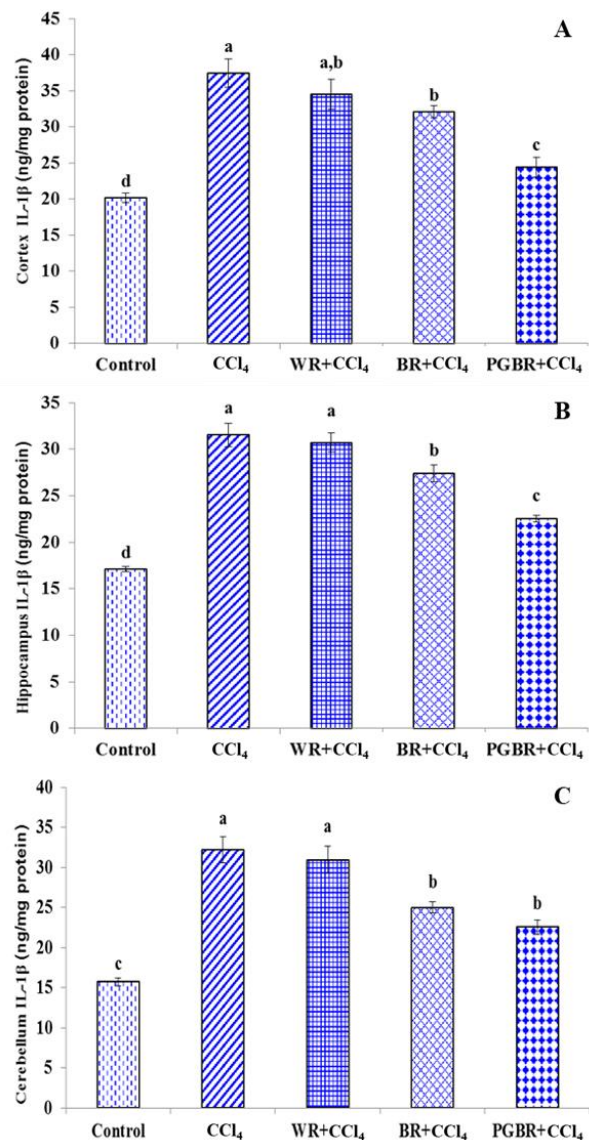 A
Cortex IL-1β (ng/mg protein)
45
40
35
30
25
20
15
10
5
0
d
a
a,b
b
c
Control CCl₄ WR+CCl₄ BR+CCl₄ PGBR+CCl₄
B
Hippocampus IL-1β (ng/mg protein)
35
30
25
20
15
10
5
0
d
a
a
b
c
Control CCl₄ WR+CCl₄ BR+CCl₄ PGBR+CCl₄
C
Cerebellum IL-1β (ng/mg protein)
40
35
30
25
20
15
10
5
0
c
a
a
b
b
Control CCl₄ WR+CCl₄ BR+CCl₄ PGBR+CCl₄